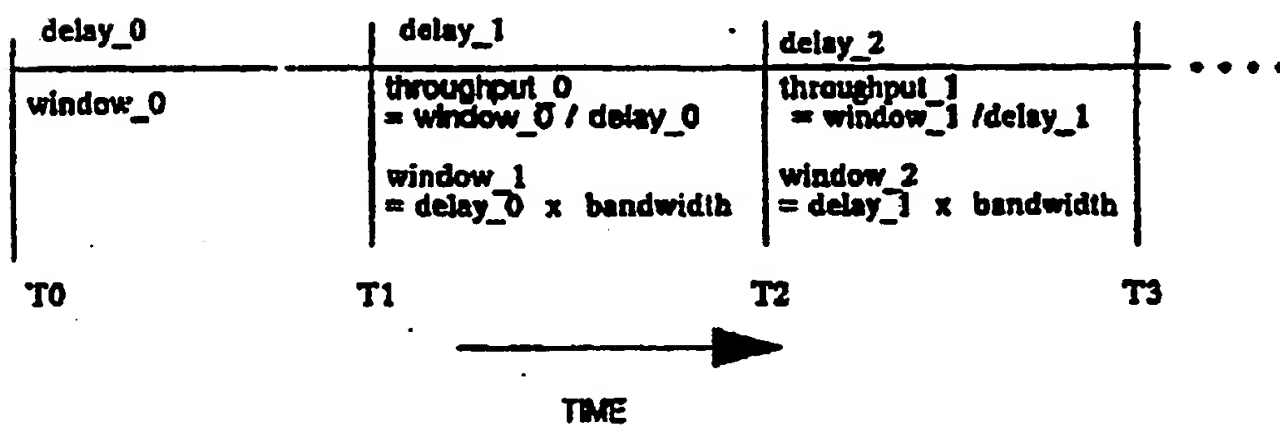 delay_0
window_0
delay_1
throughput_0
= window_0 / delay_0
window_1
= delay_0 x bandwidth
delay_2
throughput_1
= window_1 /delay_1
window_2
= delay_1 x bandwidth
T0
T1
T2
T3
TIME